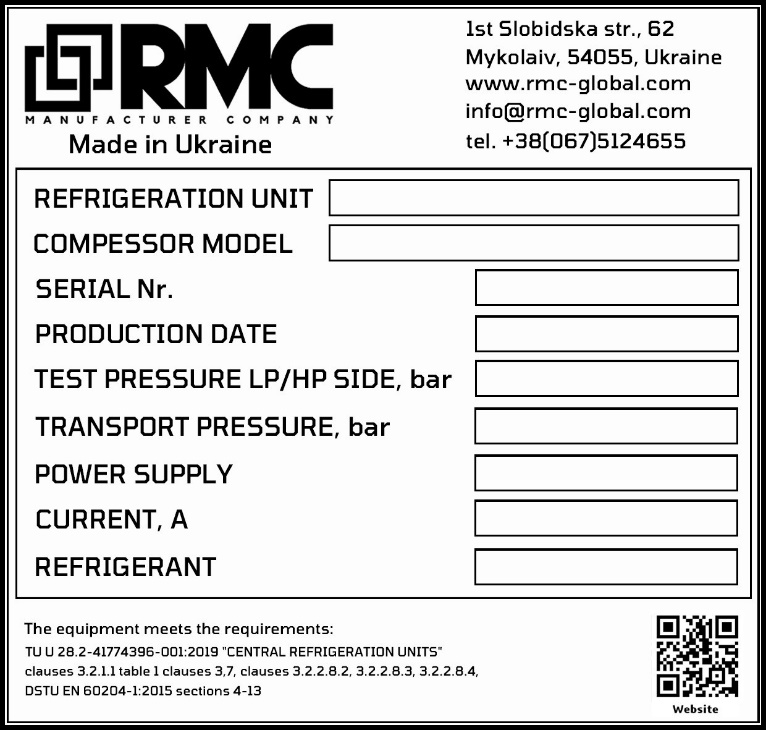 RMC
MANUFACTURER COMPANY
Made in Ukraine
1st Slobidska str., 62
Mykolaiv, 54055, Ukraine
www.rmc-global.com
info@rmc-global.com
tel. +38(067)5124655
REFRIGERATION UNIT
COMPESSOR MODEL
SERIAL Nr.
PRODUCTION DATE
TEST PRESSURE LP/HP SIDE, bar
TRANSPORT PRESSURE, bar
POWER SUPPLY
CURRENT, A
REFRIGERANT
The equipment meets the requirements:
TU U 28.2-41774396-001:2019 "CENTRAL REFRIGERATION UNITS"
clauses 3.2.1.1 table 1 clauses 3,7, clauses 3.2.2.8.2, 3.2.2.8.3, 3.2.2.8.4,
DSTU EN 60204-1:2015 sections 4-13
Website